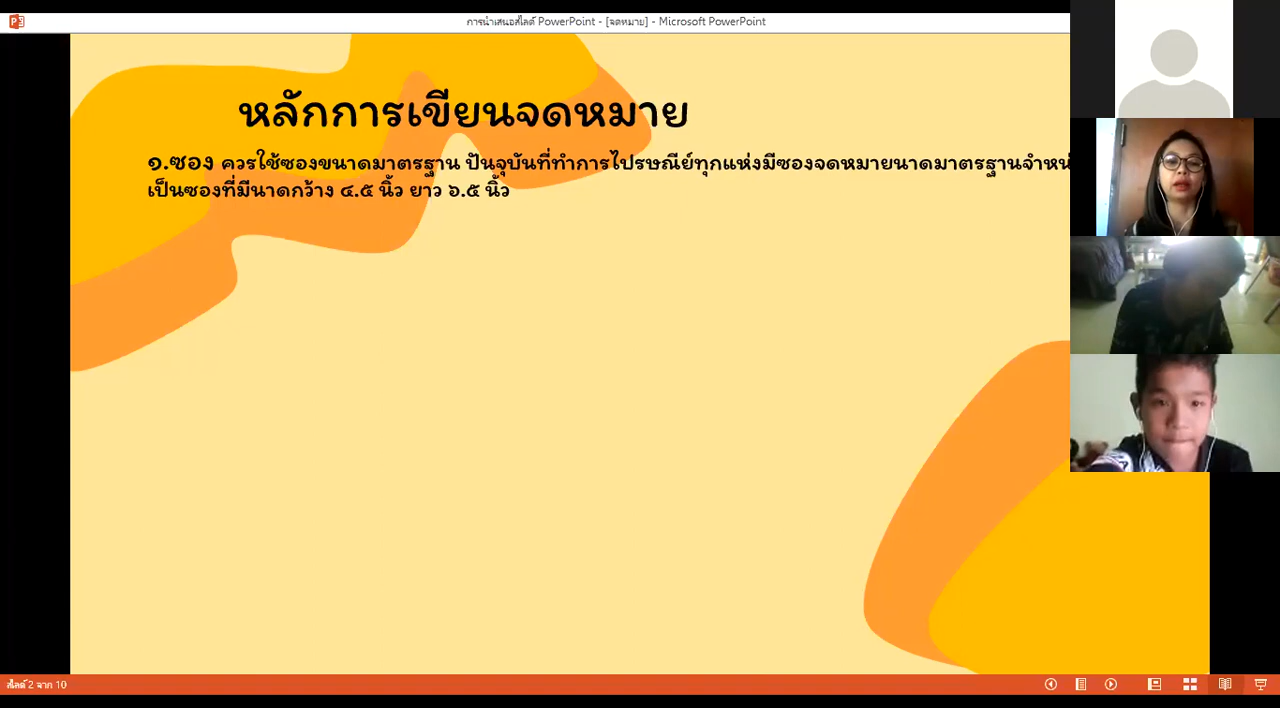 การนำเสนอสไลด์ PowerPoint - [จดหมาย] - Microsoft PowerPoint
หลักการเขียนจดหมาย
๑.ซอง ควรใช้ซองขนาดมาตรฐาน ปัจจุบันที่ทำการไปรษณีย์ทุกแห่งมีซองจดหมายนาดมาตรฐานจำหน่
เป็นซองที่มีนาดกว้าง ๔.๕ นิ้ว ยาว ๖.๕ นิ้ว
สไลด์ 2 จาก 10